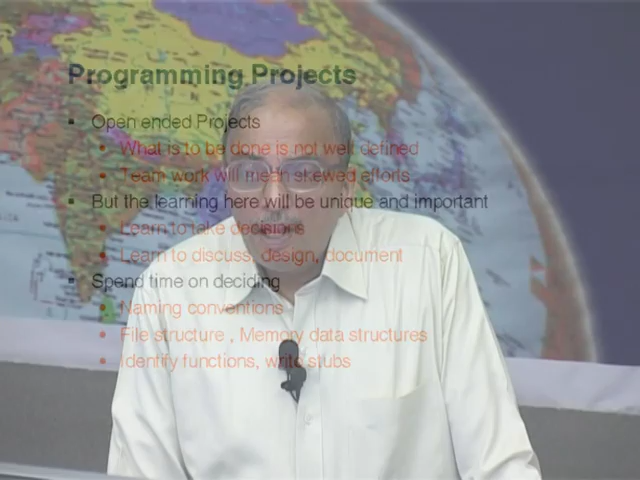 Programming Projects
Open ended Projects
What is to be done is not well defined
Team work will mean skewed efforts
But the learning here will be unique and important
Learn to take decisions
Learn to discuss, design, document
Spend time on deciding
Naming conventions
File structure , Memory data structures
Identify functions, write stubs